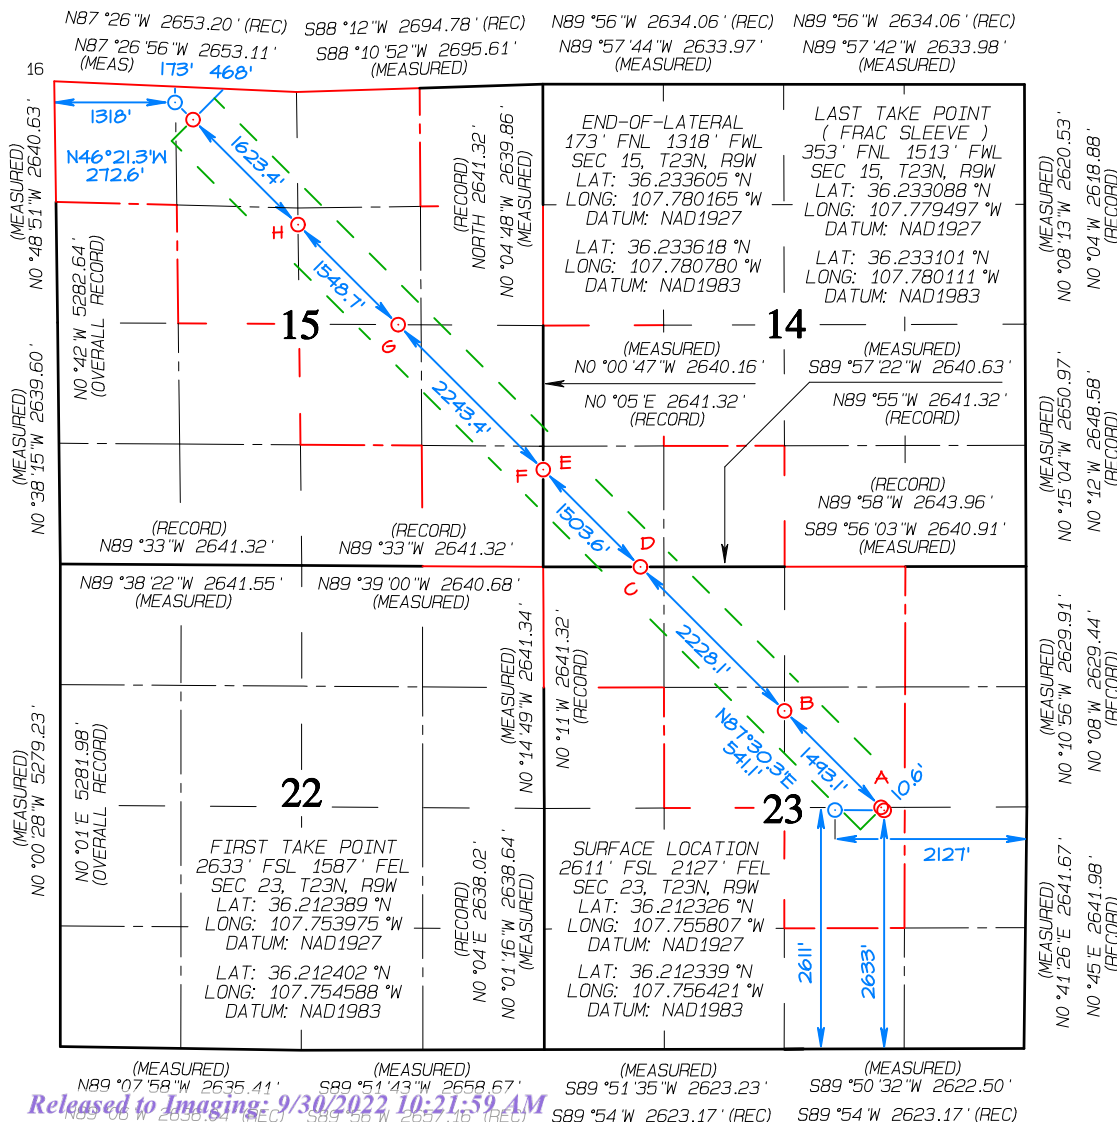 N87°26'W 2653.20' (REC)
S88°12'W 2694.78' (REC)
N89°56'W 2634.06' (REC)
N89°56'W 2634.06' (REC)
N87°26'56"W 2653.11'
(MEAS)
S88°10'52"W 2695.61'
(MEASURED)
N89°57'44"W 2633.97'
(MEASURED)
N89°57'42"W 2633.98'
(MEASURED)
16
173'
468'
1318'
N46°21.3'W
272.6'
1623.4'
(MEASURED)
N0°48'51"W 2640.63'
N0°42'W 5282.64'
(OVERALL RECORD)
(MEASURED)
N0°38'15"W 2639.60'
(RECORD)
NORTH 2641.32'
N0°04'48"W 2639.86'
(MEASURED)
END-OF-LATERAL
173' FNL 1318' FWL
SEC 15, T23N, R9W
LAT: 36.233605°N
LONG: 107.780165°W
DATUM: NAD1927
LAT: 36.233618°N
LONG: 107.780780°W
DATUM: NAD1983
LAST TAKE POINT
( FRAC SLEEVE )
353' FNL 1513' FWL
SEC 15, T23N, R9W
LAT: 36.233088°N
LONG: 107.779497°W
DATUM: NAD1927
LAT: 36.233101°N
LONG: 107.780111°W
DATUM: NAD1983
(MEASURED)
N0°08'13"W 2620.53'
N0°04'W 2618.88'
(RECORD)
H
1548.7'
15
G
14
2243.4'
(MEASURED)
N0°00'47"W 2640.16'
N0°05'E 2641.32'
(RECORD)
(MEASURED)
S89°57'22"W 2640.63'
N89°55'W 2641.32'
(RECORD)
(MEASURED)
N0°15'04"W 2650.97'
N0°12'W 2648.58'
(RECORD)
F
E
1503.6'
D
C
(RECORD)
N89°58'W 2643.96'
S89°56'03"W 2640.91'
(MEASURED)
(RECORD)
N89°33'W 2641.32'
(RECORD)
N89°33'W 2641.32'
N89°38'22"W 2641.55'
(MEASURED)
N89°39'00"W 2640.68'
(MEASURED)
2228.1'
B
(MEASURED)
N0°14'49"W 2641.34'
N0°11'W 2641.32'
(RECORD)
N87°30.3'E
541.1'
1493.1'
A
10.6'
(MEASURED)
N0°10'56"W 2629.91'
N0°08'W 2629.44'
(RECORD)
(MEASURED)
N0°00'28"W 5279.23'
N0°01'E 5281.98'
(OVERALL RECORD)
22
23
2127'
FIRST TAKE POINT
2633' FSL 1587' FEL
SEC 23, T23N, R9W
LAT: 36.212389°N
LONG: 107.753975°W
DATUM: NAD1927
LAT: 36.212402°N
LONG: 107.754588°W
DATUM: NAD1983
(RECORD)
N0°04'E 2638.02'
N0°01'16"W 2638.64'
(MEASURED)
SURFACE LOCATION
2611' FSL 2127' FEL
SEC 23, T23N, R9W
LAT: 36.212326°N
LONG: 107.755807°W
DATUM: NAD1927
LAT: 36.212339°N
LONG: 107.756421°W
DATUM: NAD1983
2611'
2633'
(MEASURED)
N0°41'26"E 2641.67'
N0°45'E 2641.98'
(RECORD)
(MEASURED)
N89°07'58"W 2635.41'
(MEASURED)
S89°51'43"W 2658.67'
(MEASURED)
S89°51'35"W 2623.23'
(MEASURED)
S89°50'32"W 2622.50'
Released to Imaging: 9/30/2022 10:21:59 AM
S89°56'W 2657.16' (REC)
S89°54'W 2623.17' (REC)
S89°54'W 2623.17' (REC)